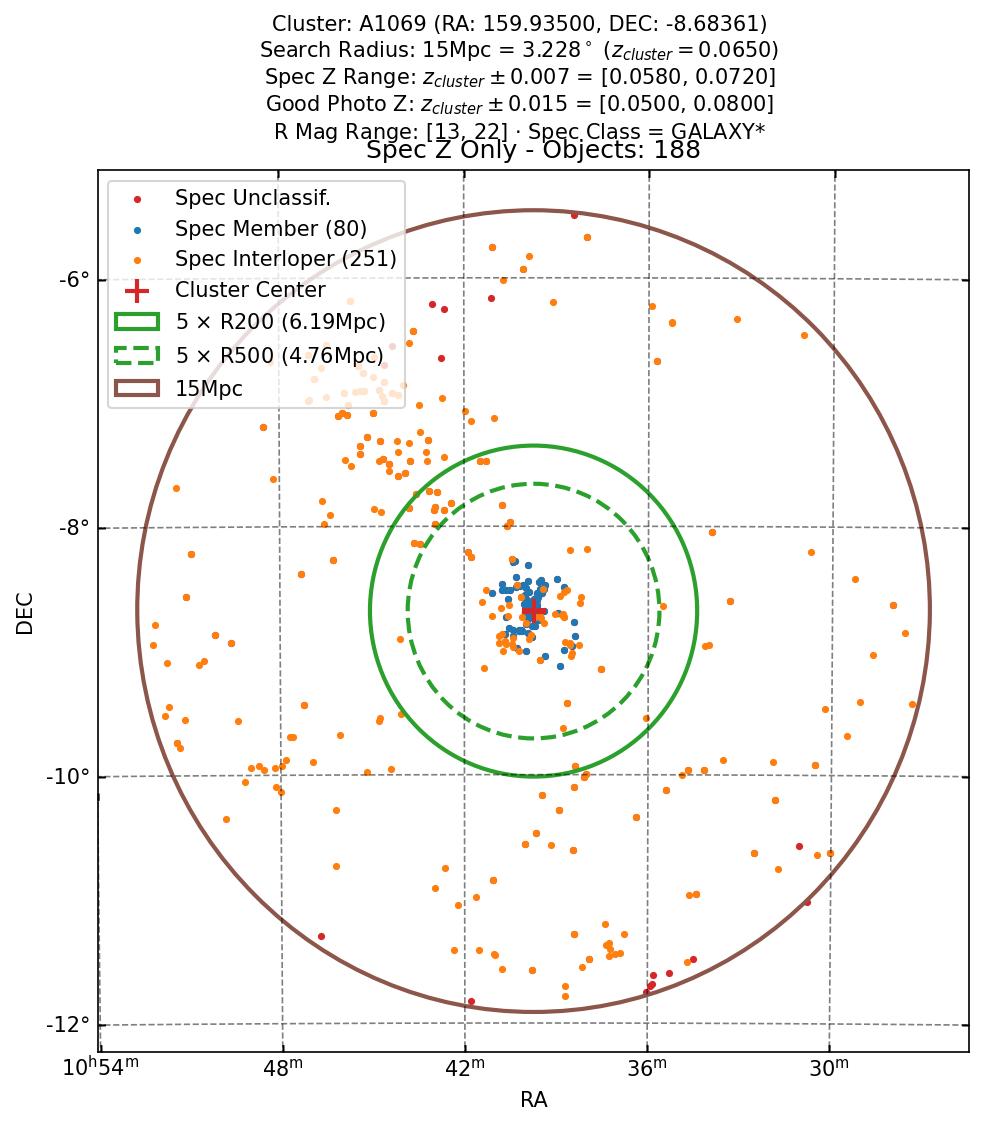 Cluster: A1069 (RA: 159.93500, DEC: -8.68361)
Search Radius: 15Mpc = 3.228° (z_cluster = 0.0650)
Spec Z Range: z_cluster ± 0.007 = [0.0580, 0.0720]
Good Photo Z: z_cluster ± 0.015 = [0.0500, 0.0800]
R Mag Range: [13, 22] · Spec Class = GALAXY*
Spec Z Only - Objects: 188
Spec Unclassif.
Spec Member (80)
Spec Interloper (251)
Cluster Center
5 × R200 (6.19Mpc)
5 × R500 (4.76Mpc)
15Mpc
-6°
-8°
-10°
-12°
DEC
10ʰ54ᵐ 48ᵐ 42ᵐ 36ᵐ 30ᵐ
RA